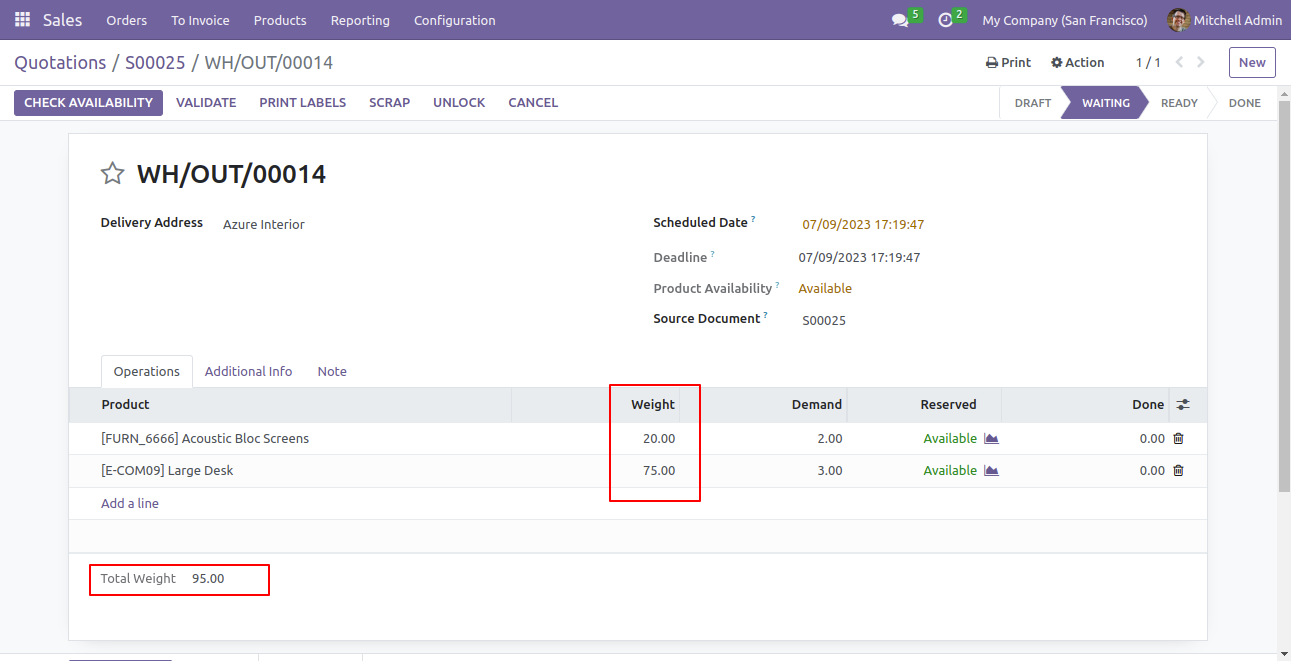 Sales Orders To Invoice Products Reporting Configuration 5 2 My Company (San Francisco) Mitchell Admin
Quotations / S00025 / WH/OUT/00014 Print Action 1 / 1 New
CHECK AVAILABILITY VALIDATE PRINT LABELS SCRAP UNLOCK CANCEL DRAFT WAITING READY DONE
WH/OUT/00014
Delivery Address Azure Interior Scheduled Date ? 07/09/2023 17:19:47
Deadline ? 07/09/2023 17:19:47
Product Availability ? Available
Source Document ? S00025
Operations Additional Info Note
Product Weight Demand Reserved Done
[FURN_6666] Acoustic Bloc Screens 20.00 2.00 Available 0.00
[E-COM09] Large Desk 75.00 3.00 Available 0.00
Add a line
Total Weight 95.00